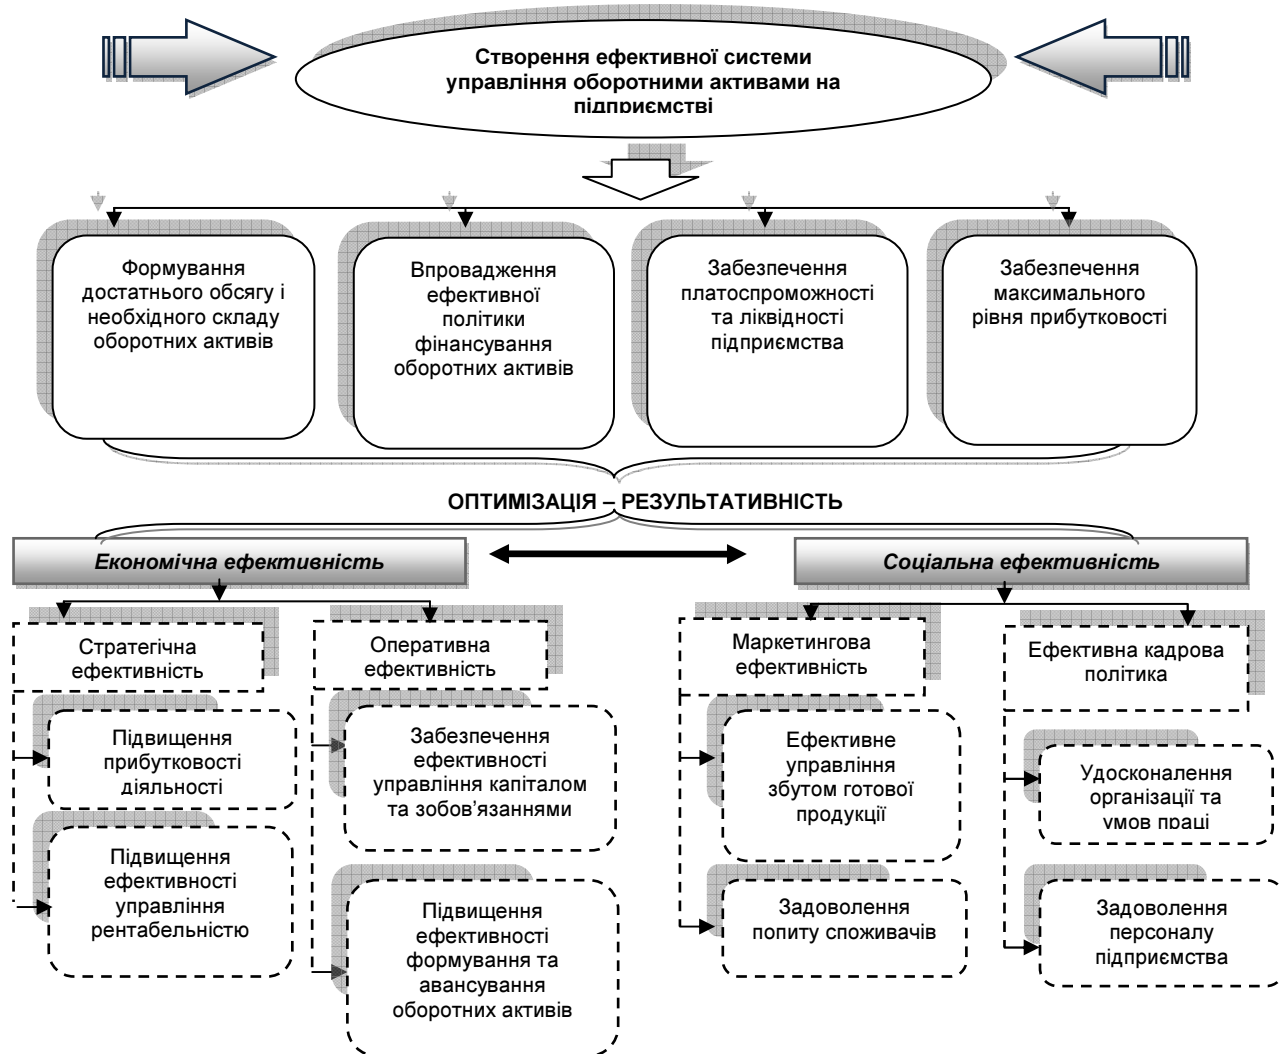 Створення ефективної системи
управління оборотними активами на
підприємстві
Формування
достатнього обсягу і
необхідного складу
оборотних активів
Впровадження
ефективної
політики
фінансування
оборотних активів
Забезпечення
платоспроможності
та ліквідності
підприємства
Забезпечення
максимального
рівня прибутковості
ОПТИМІЗАЦІЯ – РЕЗУЛЬТАТИВНІСТЬ
Економічна ефективність
Соціальна ефективність
Стратегічна
ефективність
Оперативна
ефективність
Маркетингова
ефективність
Ефективна кадрова
політика
Підвищення
прибутковості
діяльності
Забезпечення
ефективності
управління капіталом
та зобов’язаннями
Ефективне
управління
збутом готової
продукції
Удосконалення
організації та
умов праці
Підвищення
ефективності
управління
рентабельністю
Підвищення
ефективності
формування та
авансування
оборотних активів
Задоволення
попиту споживачів
Задоволення
персоналу
підприємства